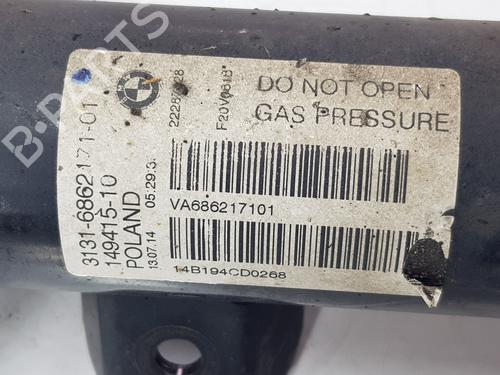 DO NOT OPEN
GAS PRESSURE
3131-6862171-01
149415-10
POLAND
13.07.14 05.29.3.
VA686217101
14B194CD0268
B-PARTS